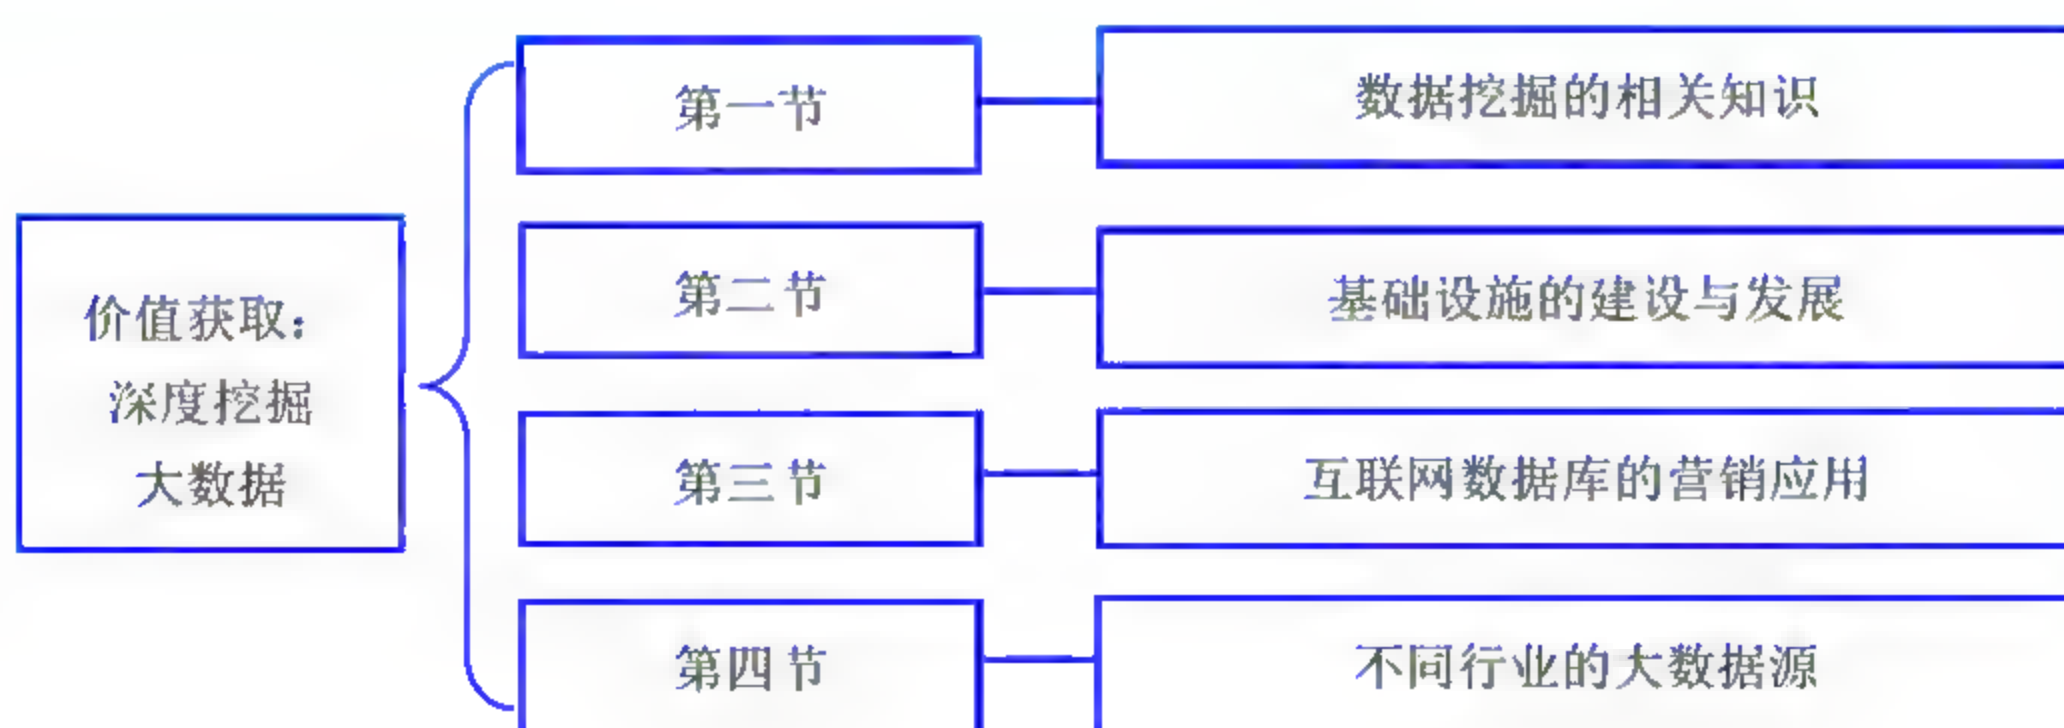 价值获取：
深度挖掘
大数据
第一节
数据挖掘的相关知识
第二节
基础设施的建设与发展
第三节
互联网数据库的营销应用
第四节
不同行业的大数据源